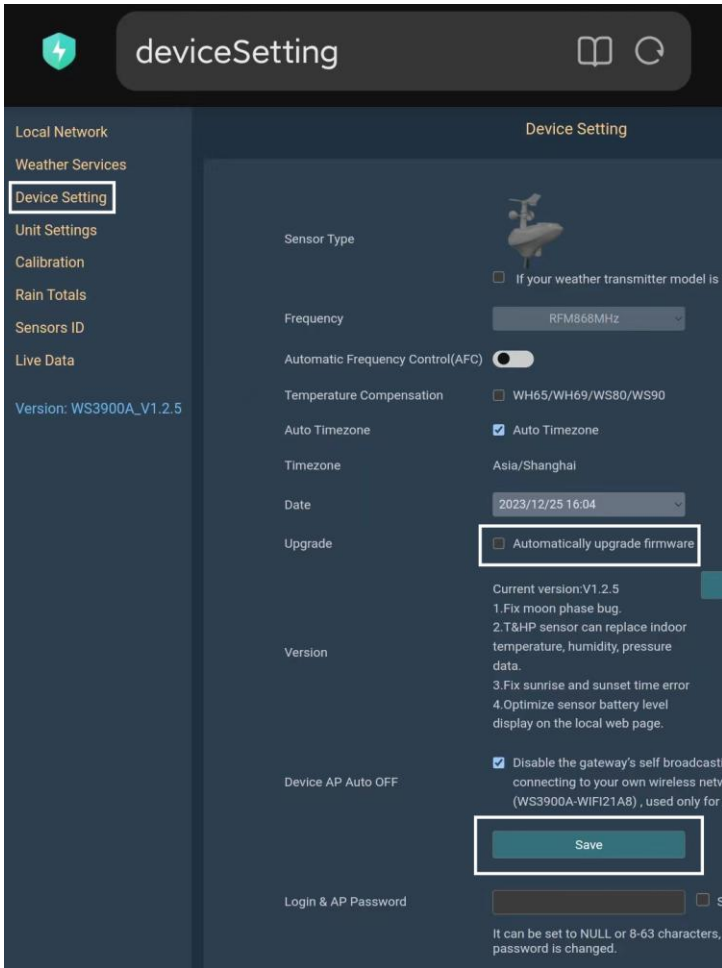 deviceSetting
Local Network
Weather Services
Device Setting
Unit Settings
Calibration
Rain Totals
Sensors ID
Live Data
Version: WS3900A_V1.2.5
Device Setting
Sensor Type
If your weather transmitter model is
Frequency
RFM868MHz
Automatic Frequency Control(AFC)
Temperature Compensation
WH65/WH69/WS80/WS90
Auto Timezone
Auto Timezone
Timezone
Asia/Shanghai
Date
2023/12/25 16:04
Upgrade
Automatically upgrade firmware
Version
Current version:V1.2.5
1.Fix moon phase bug.
2.T&HP sensor can replace indoor
temperature, humidity, pressure
data.
3.Fix sunrise and sunset time error
4.Optimize sensor battery level
display on the local web page.
Device AP Auto OFF
Disable the gateway's self broadcasti
connecting to your own wireless netw
(WS3900A-WIFI21A8) , used only for
Save
Login & AP Password
S
It can be set to NULL or 8-63 characters,
password is changed.